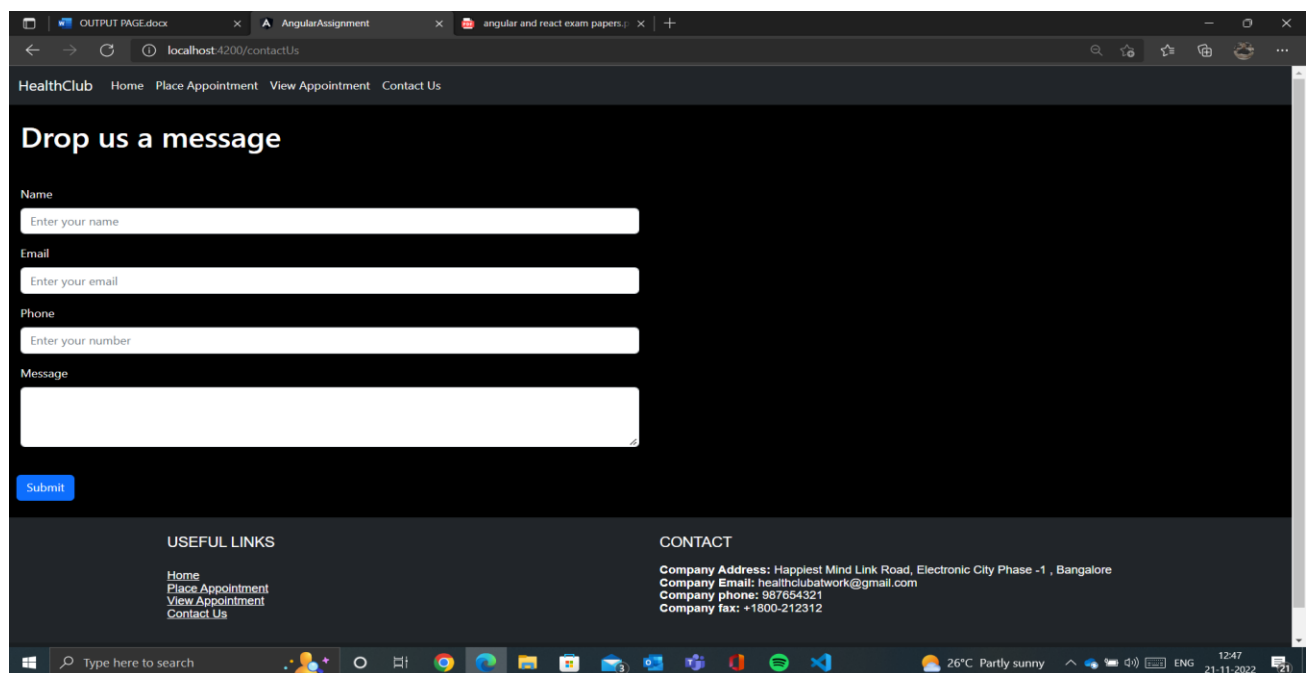 OUTPUT PAGE.docx
AngularAssignment
angular and react exam papers.p
localhost:4200/contactUs
HealthClub Home Place Appointment View Appointment Contact Us
Drop us a message
Name
Enter your name
Email
Enter your email
Phone
Enter your number
Message
Submit
USEFUL LINKS
Home
Place Appointment
View Appointment
Contact Us
CONTACT
Company Address: Happiest Mind Link Road, Electronic City Phase -1 , Bangalore
Company Email: healthclubatwork@gmail.com
Company phone: 987654321
Company fax: +1800-212312
Type here to search
26°C Partly sunny
ENG
12:47
21-11-2022
21